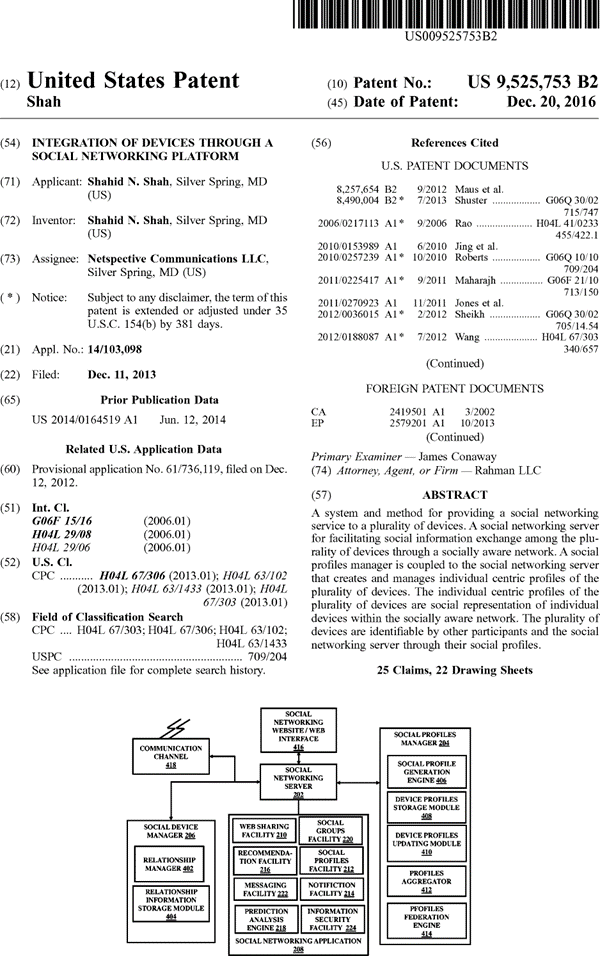 US009525753B2
(12) United States Patent
Shah
(10) Patent No.: US 9,525,753 B2
(45) Date of Patent: Dec. 20, 2016
(54) INTEGRATION OF DEVICES THROUGH A
SOCIAL NETWORKING PLATFORM
(71) Applicant: Shahid N. Shah, Silver Spring, MD
(US)
(72) Inventor: Shahid N. Shah, Silver Spring, MD
(US)
(73) Assignee: Netspective Communications LLC,
Silver Spring, MD (US)
( * ) Notice: Subject to any disclaimer, the term of this
patent is extended or adjusted under 35
U.S.C. 154(b) by 381 days.
(21) Appl. No.: 14/103,098
(22) Filed: Dec. 11, 2013
(65) Prior Publication Data
US 2014/0164519 A1 Jun. 12, 2014
Related U.S. Application Data
(60) Provisional application No. 61/736,119, filed on Dec.
12, 2012.
(51) Int. Cl.
G06F 15/16 (2006.01)
H04L 29/08 (2006.01)
H04L 29/06 (2006.01)
(52) U.S. Cl.
CPC ........... H04L 67/306 (2013.01); H04L 63/102
(2013.01); H04L 63/1433 (2013.01); H04L
67/303 (2013.01)
(58) Field of Classification Search
CPC .... H04L 67/303; H04L 67/306; H04L 63/102;
H04L 63/1433
USPC .................................................. 709/204
See application file for complete search history.
(56) References Cited
U.S. PATENT DOCUMENTS
8,257,654 B2 9/2012 Maus et al.
8,490,004 B2 * 7/2013 Shuster ................. G06Q 30/02
715/747
2006/0217113 A1 * 9/2006 Rao .................... H04L 41/0233
455/422.1
2010/0153989 A1 6/2010 Jing et al.
2010/0257239 A1 * 10/2010 Roberts ................. G06Q 10/10
709/204
2011/0225417 A1 * 9/2011 Maharajh ................ G06F 21/10
713/150
2011/0270923 A1 11/2011 Jones et al.
2012/0036015 A1 * 2/2012 Sheikh .................. G06Q 30/02
705/14.54
2012/0188087 A1 * 7/2012 Wang ................... H04L 67/303
340/657
(Continued)
FOREIGN PATENT DOCUMENTS
CA 2419501 A1 3/2002
EP 2579201 A1 10/2013
(Continued)
Primary Examiner — James Conaway
(74) Attorney, Agent, or Firm — Rahman LLC
(57) ABSTRACT
A system and method for providing a social networking
service to a plurality of devices. A social networking server
for facilitating social information exchange among the plu-
rality of devices through a socially aware network. A social
profiles manager is coupled to the social networking server
that creates and manages individual centric profiles of the
plurality of devices. The individual centric profiles of the
plurality of devices are social representation of individual
devices within the socially aware network. The plurality of
devices are identifiable by other participants and the social
networking server through their social profiles.
25 Claims, 22 Drawing Sheets
COMMUNICATION
CHANNEL
418
SOCIAL
NETWORKING
WEBSITE / WEB
INTERFACE
416
SOCIAL
NETWORKING
SERVER
202
SOCIAL DEVICE
MANAGER 206
RELATIONSHIP
MANAGER 402
RELATIONSHIP
INFORMATION
STORAGE MODULE
404
WEB SHARING
FACILITY 210
SOCIAL
GROUPS
FACILITY 220
RECOMMENDA-
TION FACILITY
216
SOCIAL
PROFILES
FACILITY 212
MESSAGING
FACILITY 222
NOTIFCTION
FACILITY 214
PREDICTION
ANALYSIS
ENGINE 218
INFORMATION
SECURITY
FACILITY 224
SOCIAL NETWORKING APPLICATION
208
SOCIAL PROFILES
MANAGER 204
SOCIAL PROFILE
GENERATION
ENGINE 406
DEVICE PROFILES
STORAGE MODULE
408
DEVICE PROFILES
UPDATING MODULE
410
PROFILES
AGGREGATOR
412
PFOFILES
FEDERATION
ENGINE
414